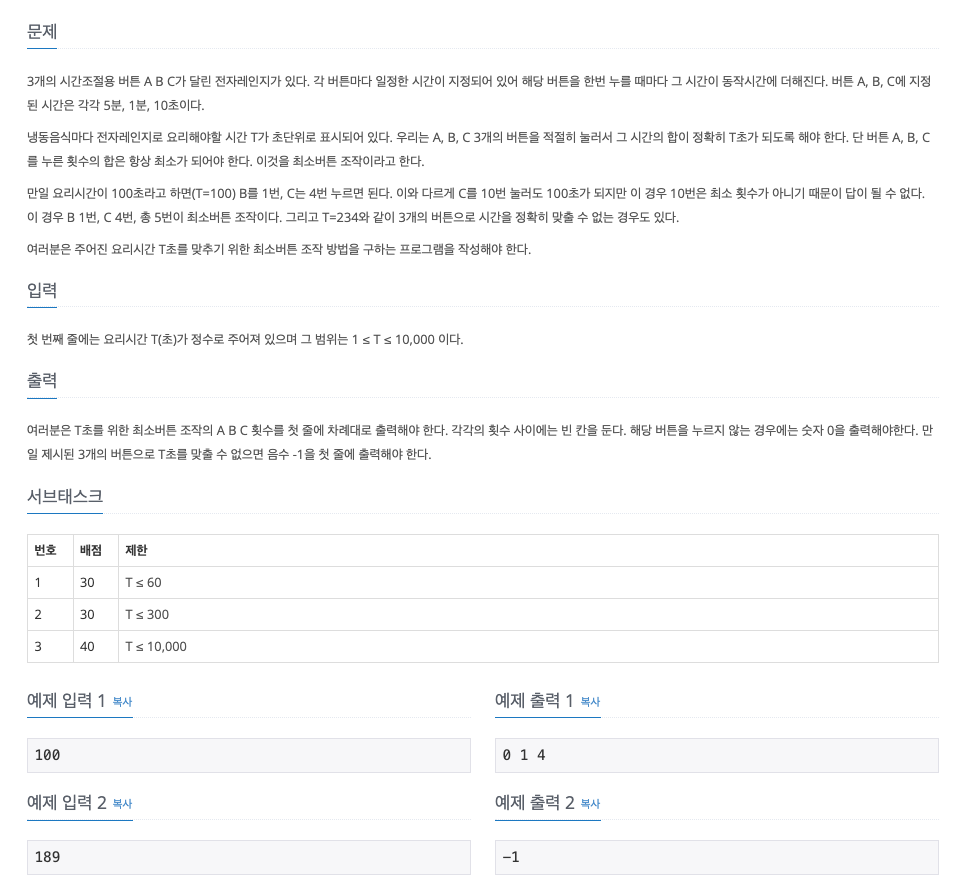 문제
3개의 시간조절용 버튼 A B C가 달린 전자레인지가 있다. 각 버튼마다 일정한 시간이 지정되어 있어 해당 버튼을 한번 누를 때마다 그 시간이 동작시간에 더해진다. 버튼 A, B, C에 지정
된 시간은 각각 5분, 1분, 10초이다.
냉동음식마다 전자레인지로 요리해야할 시간 T가 초단위로 표시되어 있다. 우리는 A, B, C 3개의 버튼을 적절히 눌러서 그 시간의 합이 정확히 T초가 되도록 해야 한다. 단 버튼 A, B, C
를 누른 횟수의 합은 항상 최소가 되어야 한다. 이것을 최소버튼 조작이라고 한다.
만일 요리시간이 100초라고 하면(T=100) B를 1번, C는 4번 누르면 된다. 이와 다르게 C를 10번 눌러도 100초가 되지만 이 경우 10번은 최소 횟수가 아니기 때문에 답이 될 수 없다.
이 경우 B 1번, C 4번, 총 5번이 최소버튼 조작이다. 그리고 T=234와 같이 3개의 버튼으로 시간을 정확히 맞출 수 없는 경우도 있다.
여러분은 주어진 요리시간 T초를 맞추기 위한 최소버튼 조작 방법을 구하는 프로그램을 작성해야 한다.
입력
첫 번째 줄에는 요리시간 T(초)가 정수로 주어져 있으며 그 범위는 1 ≤ T ≤ 10,000 이다.
출력
여러분은 T초를 위한 최소버튼 조작의 A B C 횟수를 첫 줄에 차례대로 출력해야 한다. 각각의 횟수 사이에는 빈 칸을 둔다. 해당 버튼을 누르지 않는 경우에는 숫자 0을 출력해야한다. 만
일 제시된 3개의 버튼으로 T초를 맞출 수 없으면 음수 -1을 첫 줄에 출력해야 한다.
서브태스크
번호 배점 제한
1 30 T ≤ 60
2 30 T ≤ 300
3 40 T ≤ 10,000
예제 입력 1 복사
100
예제 출력 1 복사
0 1 4
예제 입력 2 복사
189
예제 출력 2 복사
-1